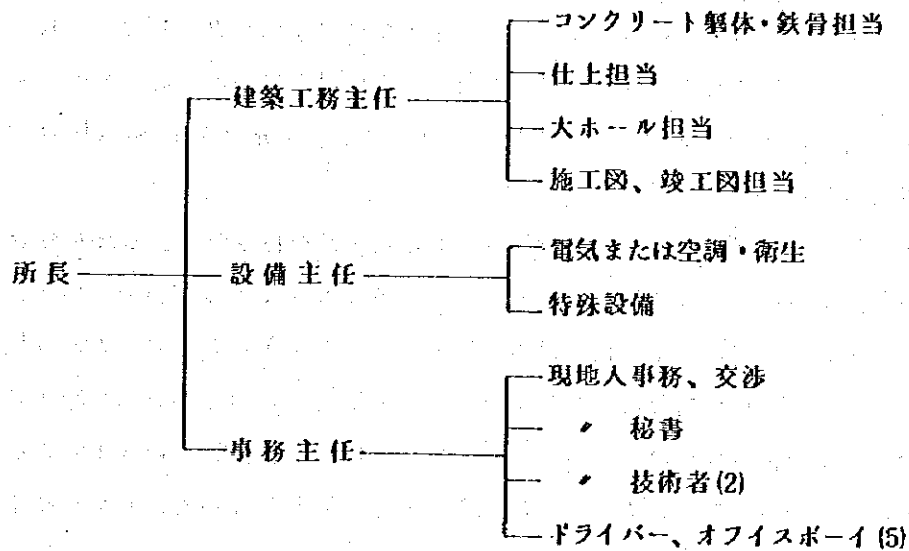 コンクリート躯体・鉄骨担当
仕上担当
建築工務主任
大ホール担当
施工図、竣工図担当
電気または空調・衛生
所長
設備主任
特殊設備
現地人事務、交渉
〃 秘書
事務主任
〃 技術者(2)
ドライバー、オフイスボーイ(5)